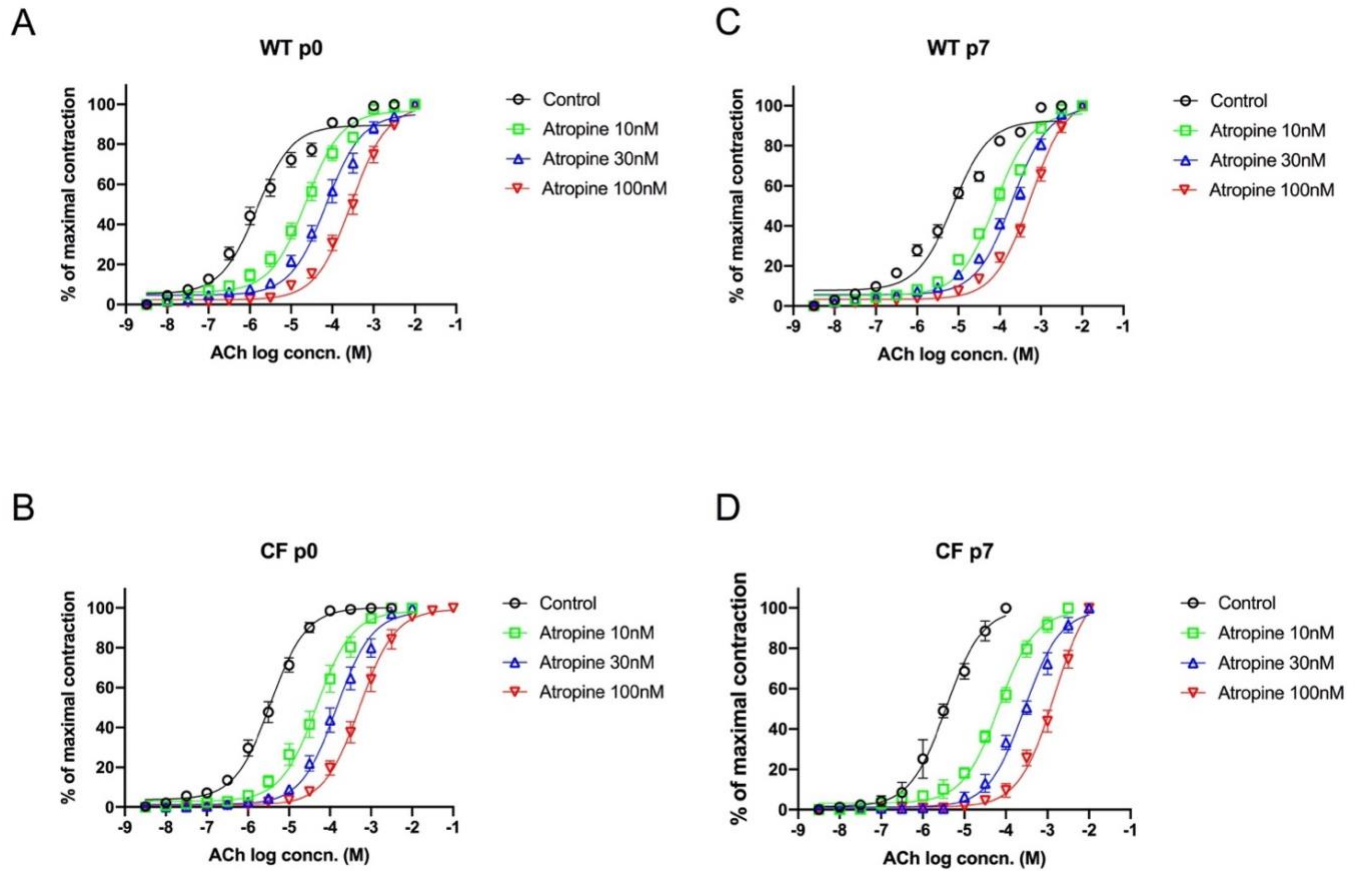 A
WT p0
% of maximal contraction
100
80
60
40
20
0
-9 -8 -7 -6 -5 -4 -3 -2 -1
ACh log concn. (M)
Control
Atropine 10nM
Atropine 30nM
Atropine 100nM
C
WT p7
% of maximal contraction
100
80
60
40
20
0
-9 -8 -7 -6 -5 -4 -3 -2 -1
ACh log concn. (M)
Control
Atropine 10nM
Atropine 30nM
Atropine 100nM
B
CF p0
% of maximal contraction
100
80
60
40
20
0
-9 -8 -7 -6 -5 -4 -3 -2 -1
ACh log concn. (M)
Control
Atropine 10nM
Atropine 30nM
Atropine 100nM
D
CF p7
% of maximal contraction
100
80
60
40
20
0
-9 -8 -7 -6 -5 -4 -3 -2 -1
ACh log concn. (M)
Control
Atropine 10nM
Atropine 30nM
Atropine 100nM